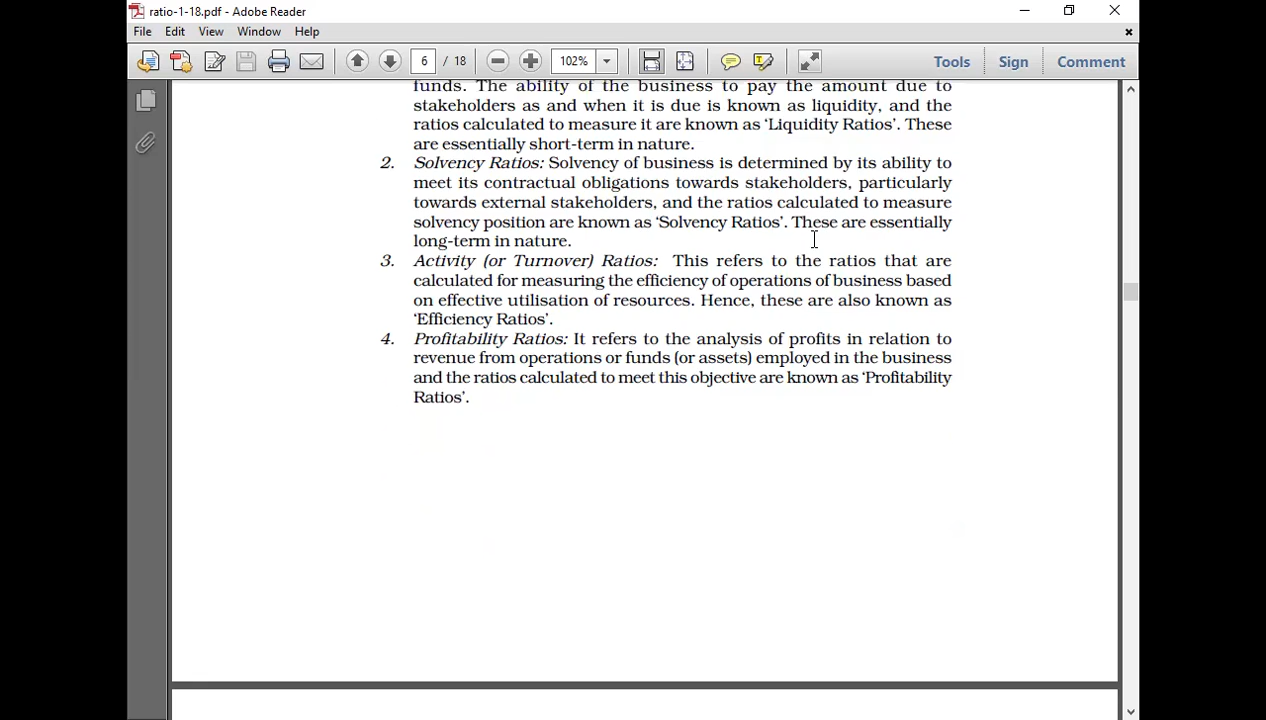 ratio-1-18.pdf - Adobe Reader
File Edit View Window Help
6 / 18 102% Tools Sign Comment
funds. The ability of the business to pay the amount due to
stakeholders as and when it is due is known as liquidity, and the
ratios calculated to measure it are known as ‘Liquidity Ratios’. These
are essentially short-term in nature.
2. Solvency Ratios: Solvency of business is determined by its ability to
meet its contractual obligations towards stakeholders, particularly
towards external stakeholders, and the ratios calculated to measure
solvency position are known as ‘Solvency Ratios’. These are essentially
long-term in nature.
3. Activity (or Turnover) Ratios: This refers to the ratios that are
calculated for measuring the efficiency of operations of business based
on effective utilisation of resources. Hence, these are also known as
‘Efficiency Ratios’.
4. Profitability Ratios: It refers to the analysis of profits in relation to
revenue from operations or funds (or assets) employed in the business
and the ratios calculated to meet this objective are known as ‘Profitability
Ratios’.